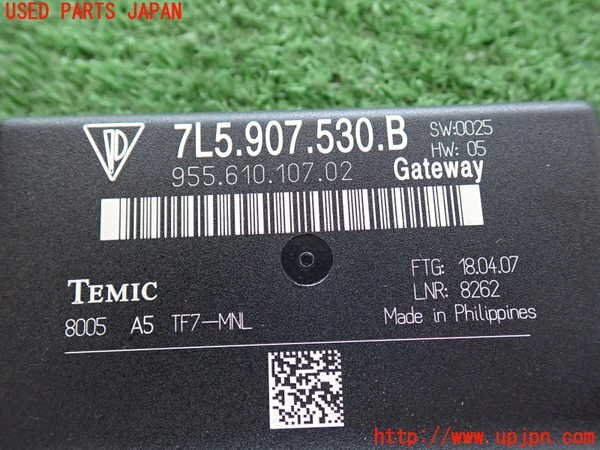 USED PARTS JAPAN
7L5.907.530.B
SW:0025
955.610.107.02
HW: 05
Gateway
TEMIC
FTG: 18.04.07
LNR: 8262
8005 A5 TF7-MNL
Made in Philippines
http://www.upjpn.com